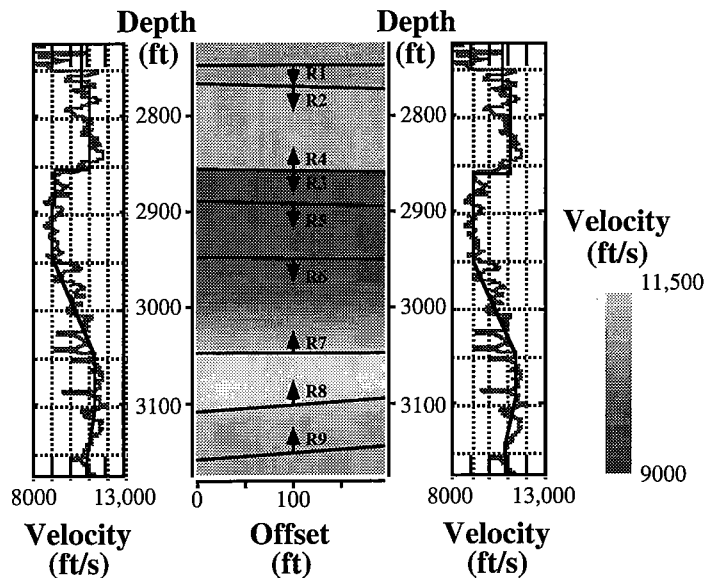 Depth
(ft)
Depth
(ft)
R1
R2
R4
R3
R5
R6
R7
R8
R9
2800
2900
3000
3100
2800
2900
3000
3100
Velocity
(ft/s)
11,500
9000
8000 13,000
0 100
8000 13,000
Velocity
(ft/s)
Offset
(ft)
Velocity
(ft/s)